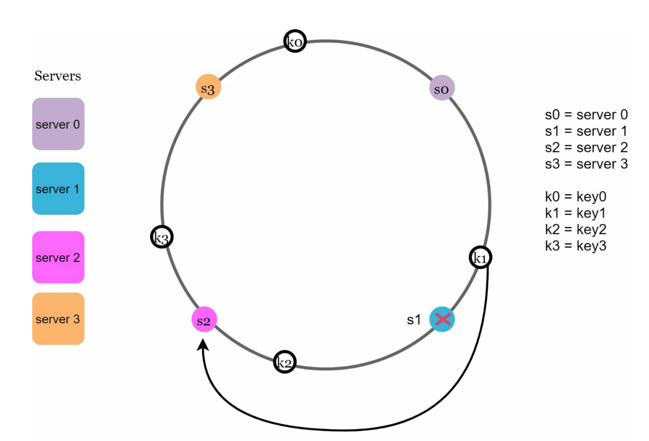 Servers
server 0
server 1
server 2
server 3
k0
s3
s0
k3
k1
s2
s1
k2
s0 = server 0
s1 = server 1
s2 = server 2
s3 = server 3
k0 = key0
k1 = key1
k2 = key2
k3 = key3